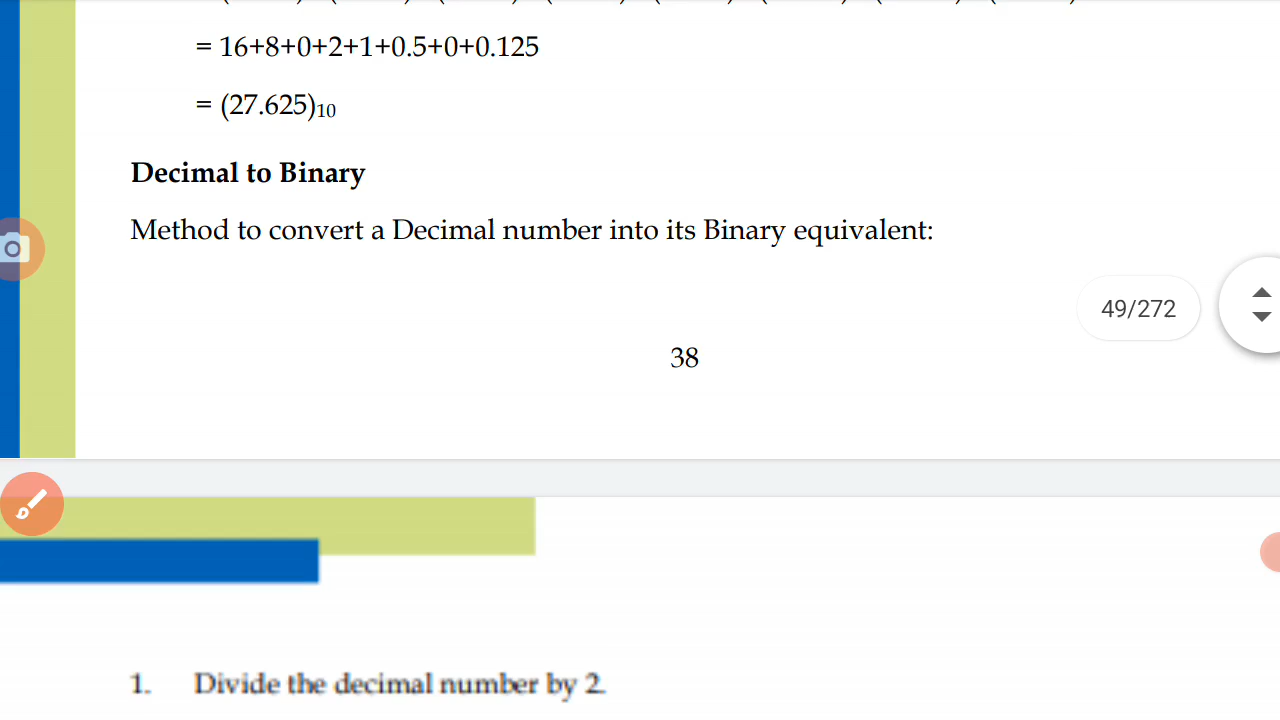 = 16+8+0+2+1+0.5+0+0.125
= (27.625)10
Decimal to Binary
Method to convert a Decimal number into its Binary equivalent:
49/272
38
1. Divide the decimal number by 2.